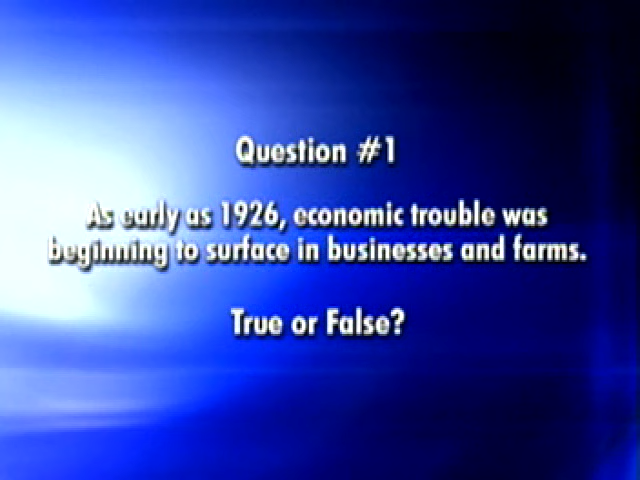 Question #1
As early as 1926, economic trouble was
beginning to surface in businesses and farms.
True or False?